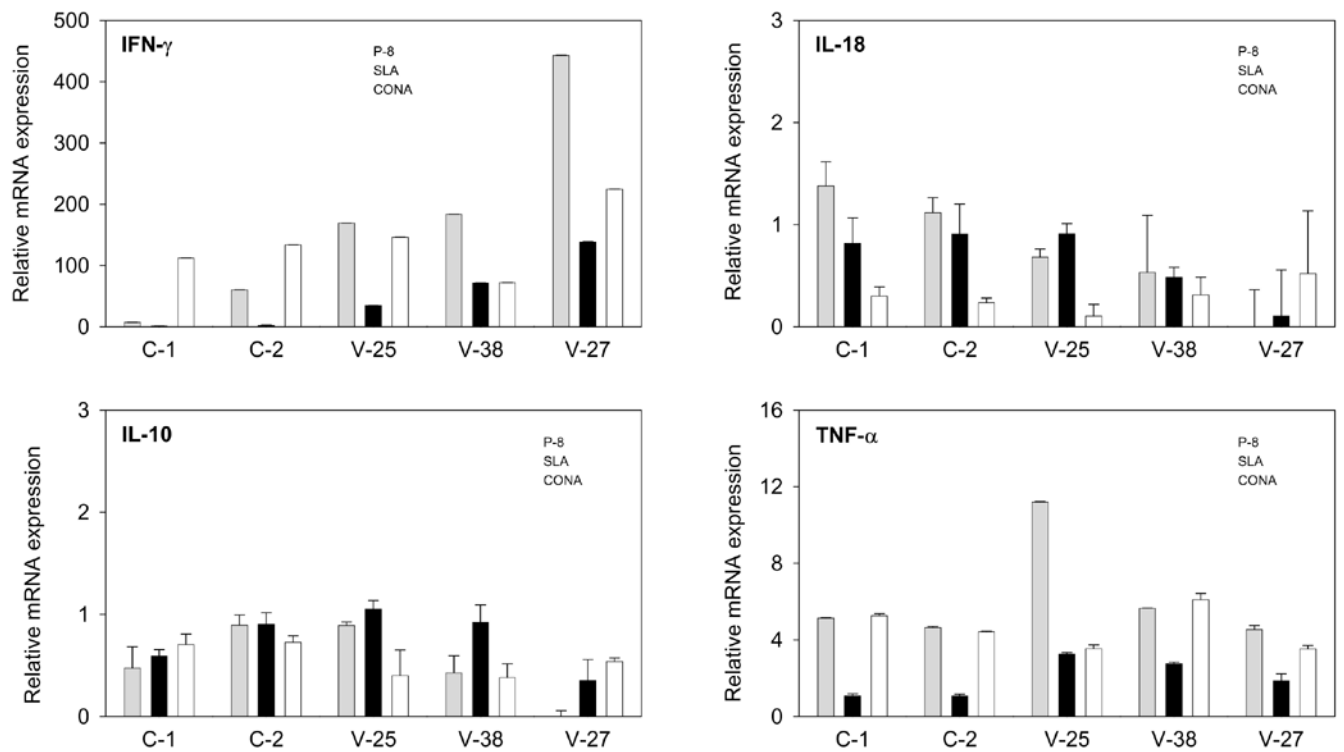 IFN-γ
P-8
SLA
CONA
Relative mRNA expression
500
400
300
200
100
0
C-1 C-2 V-25 V-38 V-27
IL-18
P-8
SLA
CONA
Relative mRNA expression
3
2
1
0
C-1 C-2 V-25 V-38 V-27
IL-10
P-8
SLA
CONA
Relative mRNA expression
3
2
1
0
C-1 C-2 V-25 V-38 V-27
TNF-α
P-8
SLA
CONA
Relative mRNA expression
16
12
8
4
0
C-1 C-2 V-25 V-38 V-27